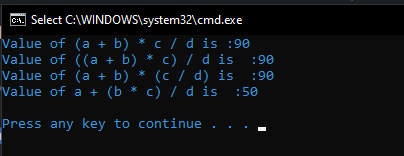 Select C:\WINDOWS\system32\cmd.exe
Value of (a + b) * c / d is :90
Value of ((a + b) * c) / d is  :90
Value of (a + b) * (c / d) is  :90
Value of a + (b * c) / d is  :50
Press any key to continue . . .